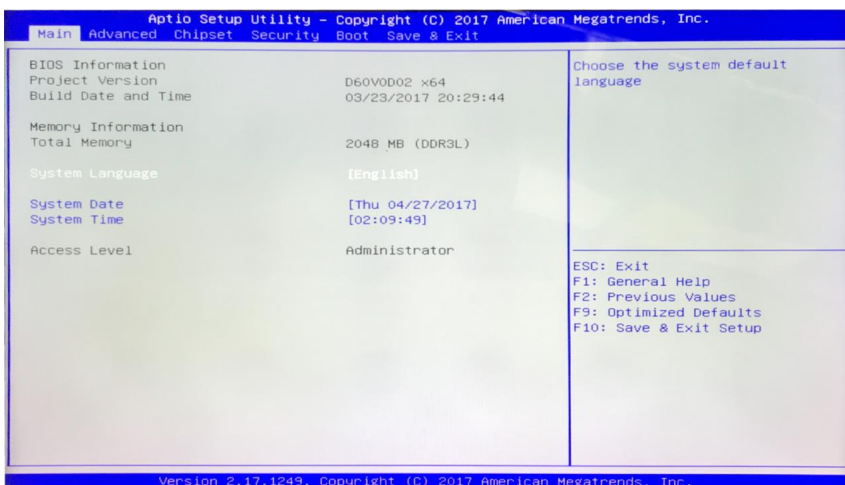 Aptio Setup Utility – Copyright (C) 2017 American Megatrends, Inc.
Main Advanced Chipset Security Boot Save & Exit
BIOS Information
Project Version D60V0D02 x64
Build Date and Time 03/23/2017 20:29:44
Memory Information
Total Memory 2048 MB (DDR3L)
System Language [English]
System Date [Thu 04/27/2017]
System Time [02:09:49]
Access Level Administrator
Choose the system default
language
ESC: Exit
F1: General Help
F2: Previous Values
F9: Optimized Defaults
F10: Save & Exit Setup
Version 2.17.1249. Copyright (C) 2017 American Megatrends, Inc.